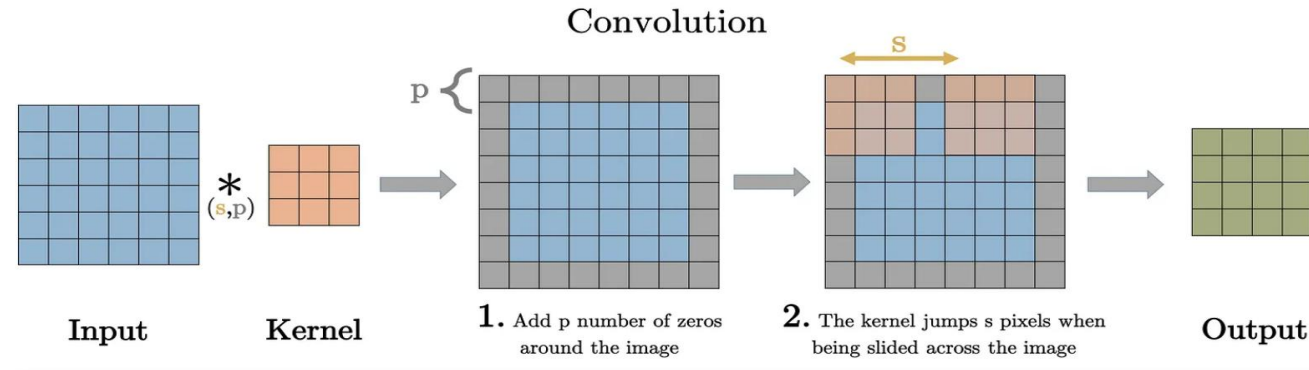 Convolution
s
p
*
(s,p)
Input
Kernel
1. Add p number of zeros
around the image
2. The kernel jumps s pixels when
being slided across the image
Output